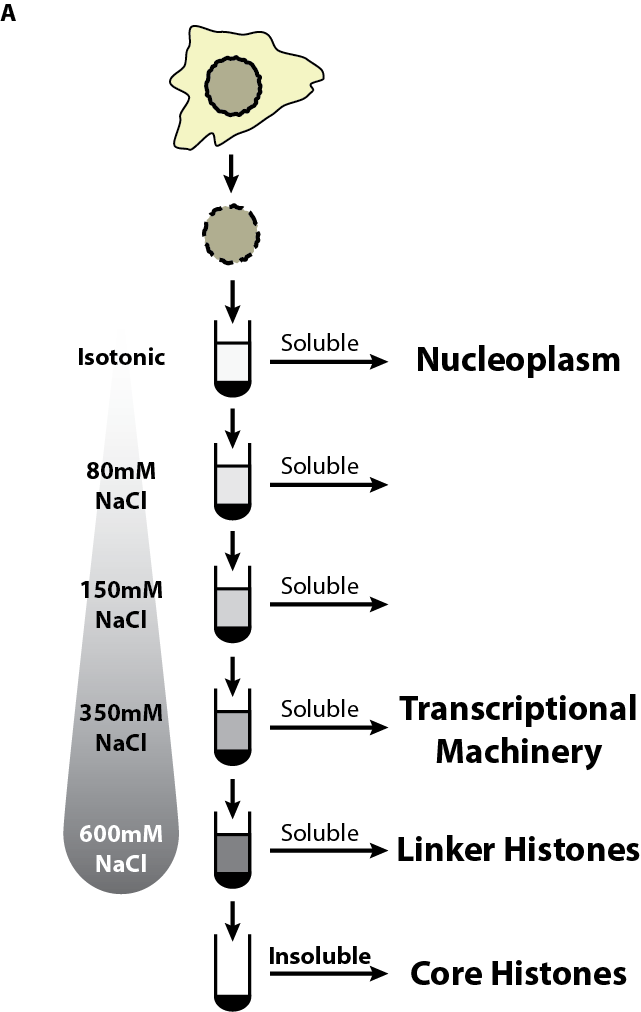 A
Isotonic
Soluble
Nucleoplasm
80mM
NaCl
Soluble
150mM
NaCl
Soluble
350mM
NaCl
Soluble
Transcriptional
Machinery
600mM
NaCl
Soluble
Linker Histones
Insoluble
Core Histones